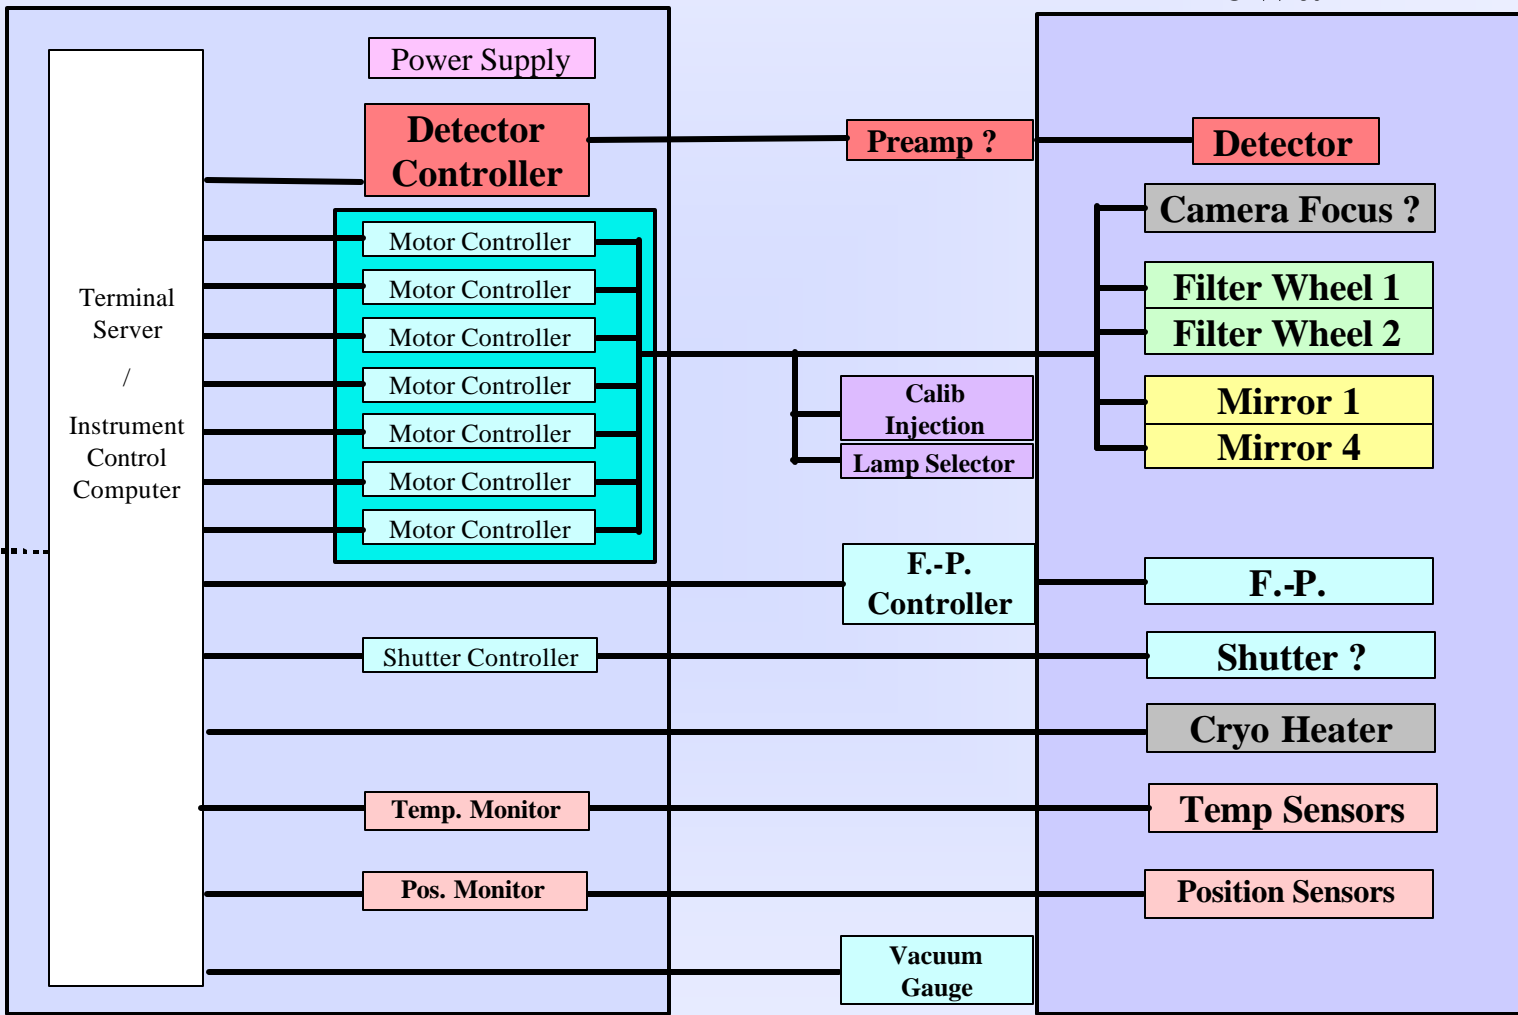 Power Supply
Detector
Controller
Preamp ?
Detector
Camera Focus ?
Motor Controller
Motor Controller
Motor Controller
Motor Controller
Motor Controller
Motor Controller
Motor Controller
Filter Wheel 1
Filter Wheel 2
Terminal
Server
/
Instrument
Control
Computer
Calib
Injection
Lamp Selector
Mirror 1
Mirror 4
F.-P.
Controller
F.-P.
Shutter Controller
Shutter ?
Cryo Heater
Temp. Monitor
Temp Sensors
Pos. Monitor
Position Sensors
Vacuum
Gauge